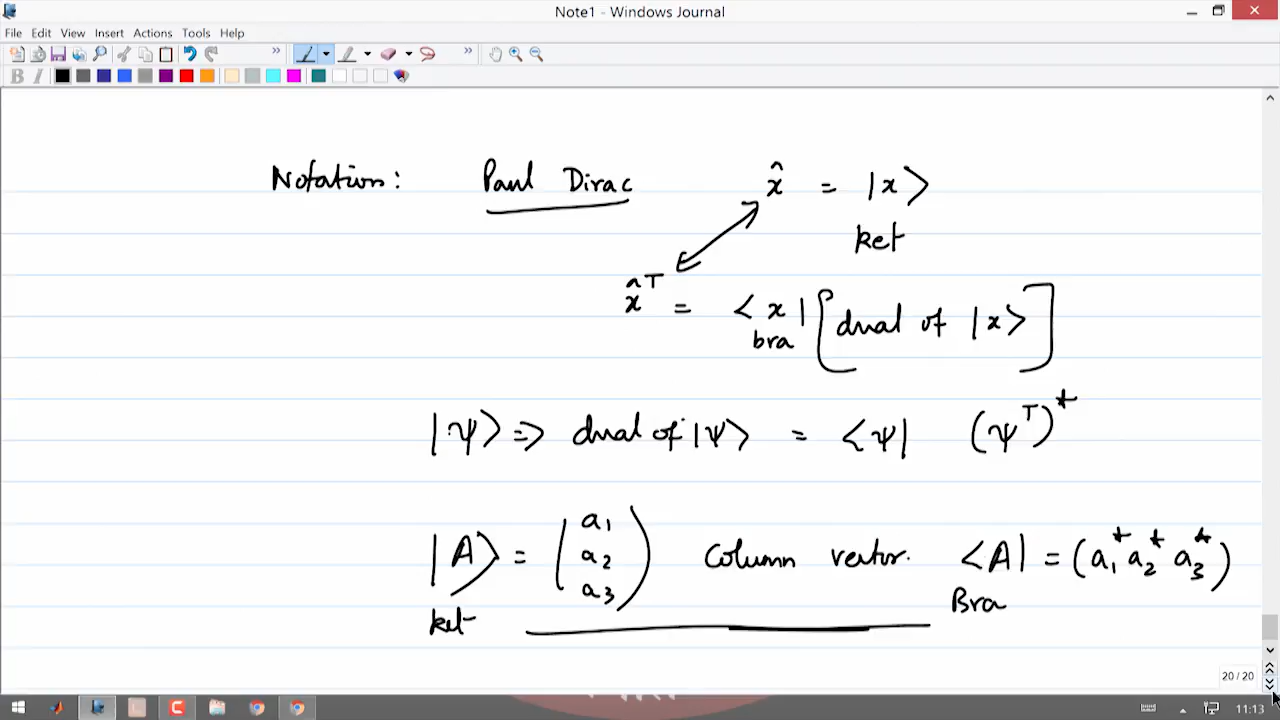 Note1 - Windows Journal
File Edit View Insert Actions Tools Help
Notation: Paul Dirac x̂ = |x>
ket
x̂ᵀ = <x| [dual of |x>]
bra
|ψ> => dual of |ψ> = <ψ| (ψᵀ)*
|A> = (a₁ a₂ a₃) Column vector. <A| = (a₁* a₂* a₃*)
ket Bra
20 / 20
11:13